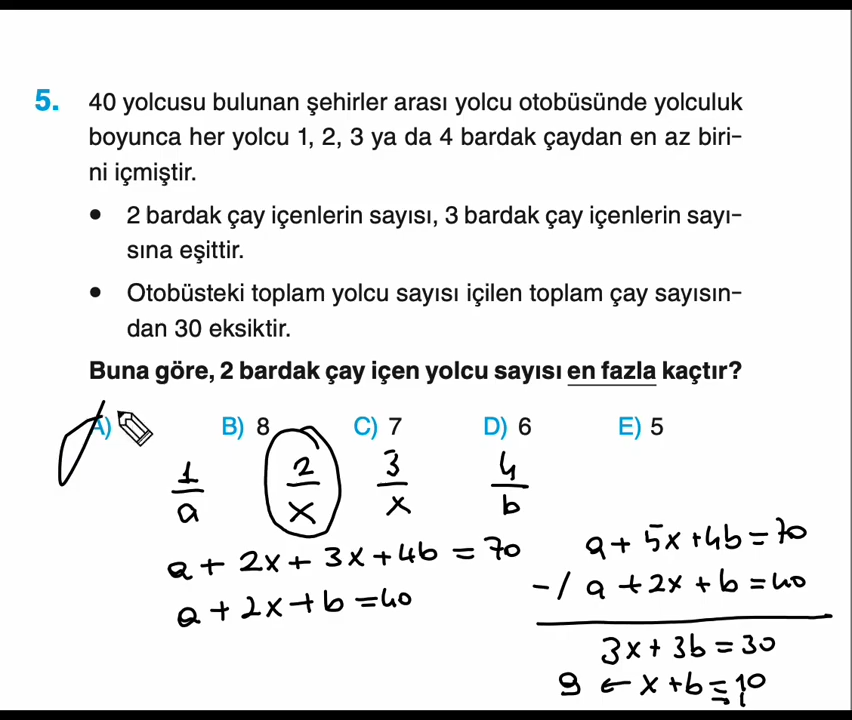 5. 40 yolcusu bulunan şehirler arası yolcu otobüsünde yolculuk
boyunca her yolcu 1, 2, 3 ya da 4 bardak çaydan en az biri-
ni içmiştir.
• 2 bardak çay içenlerin sayısı, 3 bardak çay içenlerin sayı-
sına eşittir.
• Otobüsteki toplam yolcu sayısı içilen toplam çay sayısın-
dan 30 eksiktir.
Buna göre, 2 bardak çay içen yolcu sayısı en fazla kaçtır?
A) B) 8 C) 7 D) 6 E) 5
1/a 2/x 3/x 4/b
a + 2x + 3x + 4b = 70
a + 2x + b = 40
a + 5x + 4b = 70
-/ a + 2x + b = 40
3x + 3b = 30
9 ← x + b = 10
1